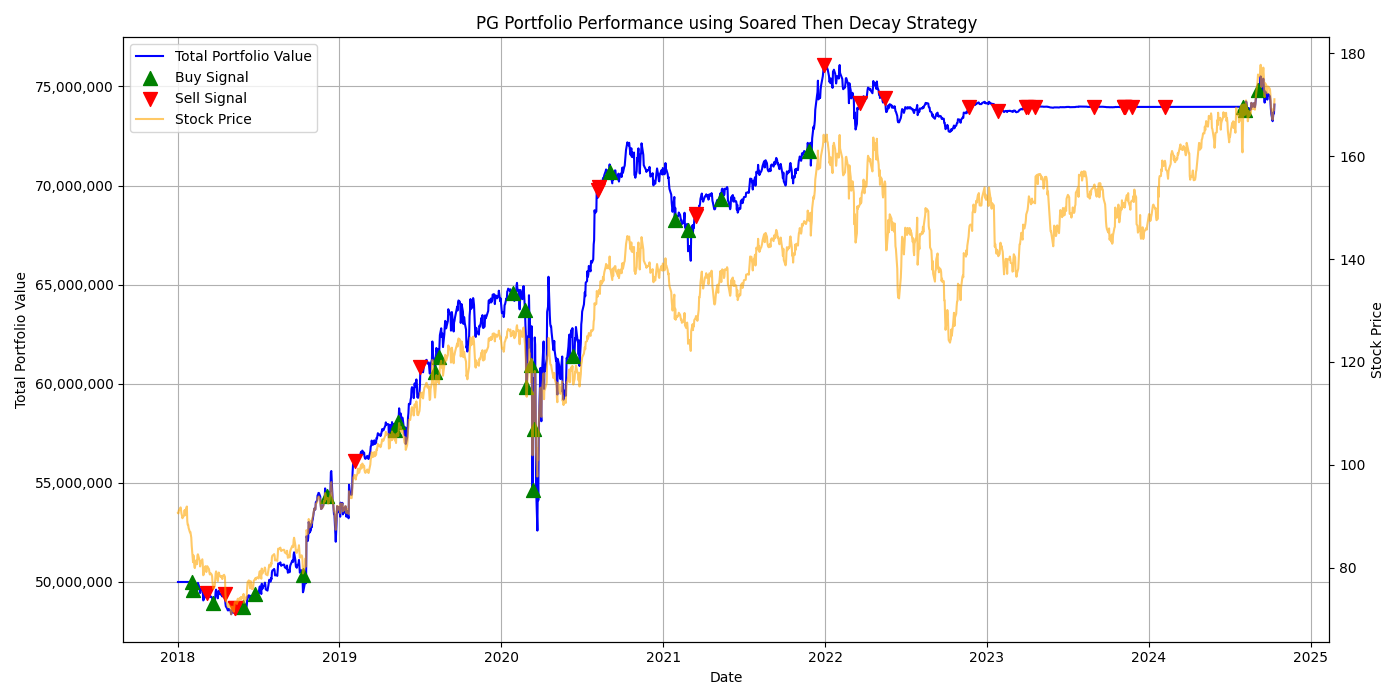 PG Portfolio Performance using Soared Then Decay Strategy
Total Portfolio Value
Buy Signal
Sell Signal
Stock Price
75,000,000
70,000,000
65,000,000
60,000,000
55,000,000
50,000,000
Total Portfolio Value
180
160
140
120
100
80
Stock Price
2018
2019
2020
2021
2022
2023
2024
2025
Date